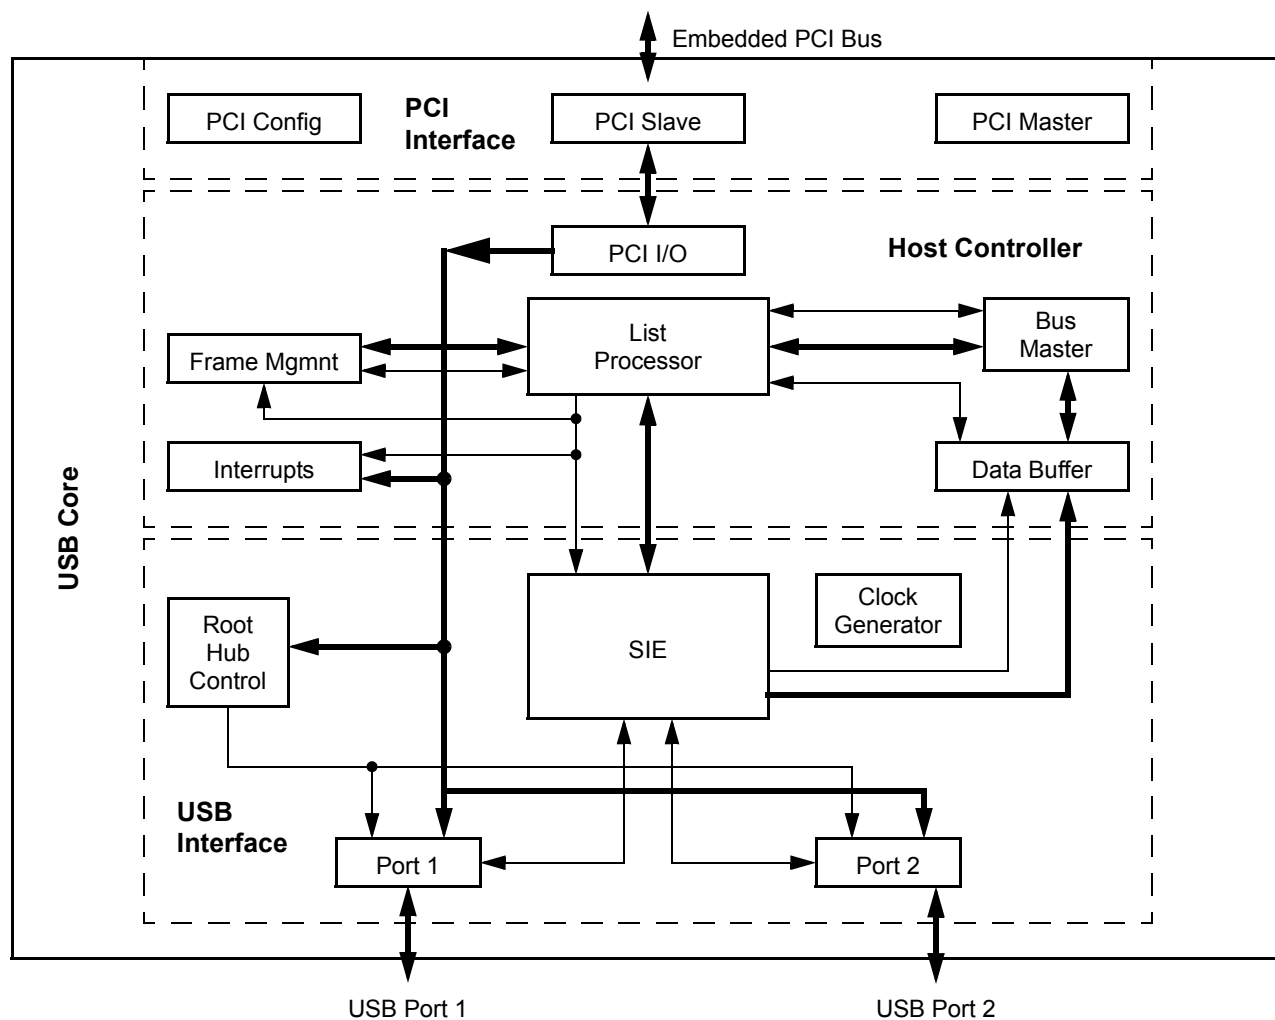 Embedded PCI Bus
PCI Config
PCI
Interface
PCI Slave
PCI Master
PCI I/O
Host Controller
List
Processor
Bus
Master
Frame Mgmnt
Interrupts
Data Buffer
USB Core
Root
Hub
Control
SIE
Clock
Generator
USB
Interface
Port 1
Port 2
USB Port 1
USB Port 2